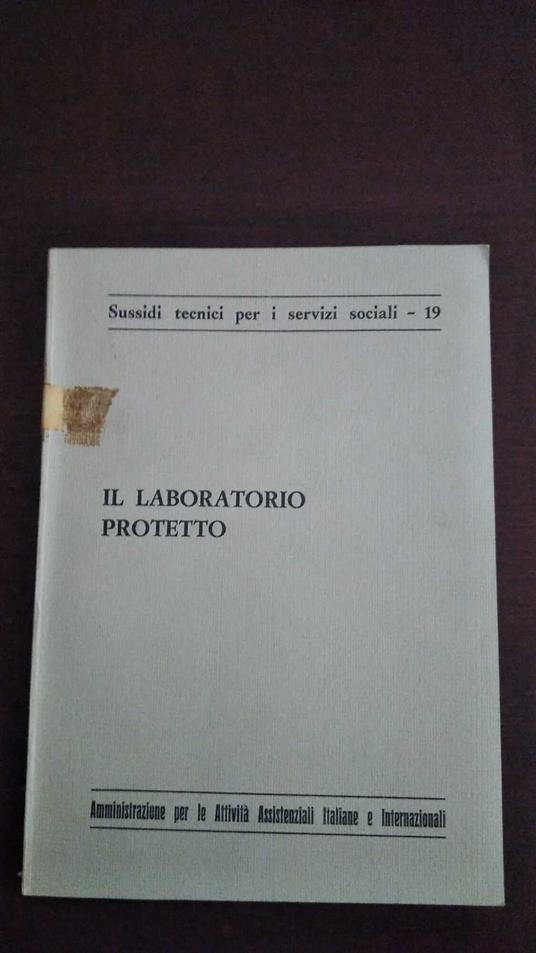 Sussidi tecnici per i servizi sociali - 19
IL LABORATORIO
PROTETTO
Amministrazione per le Attività Assistenziali Italiane e Internazionali